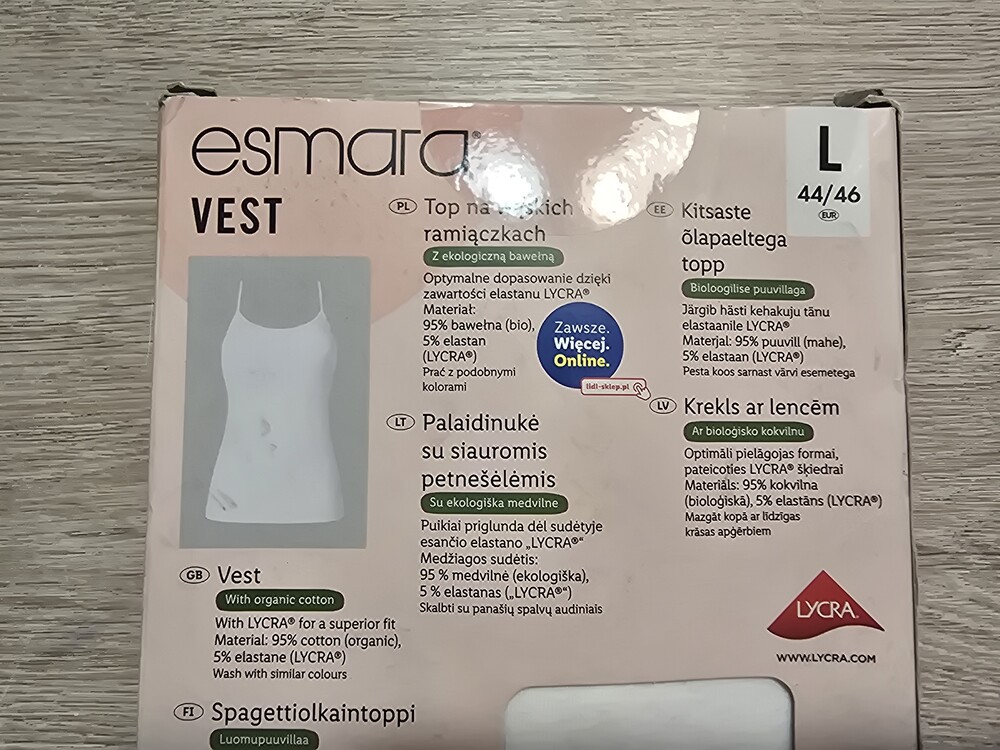 esmara®
VEST
L
44/46
EUR
PL Top na wąskich
ramiączkach
Z ekologiczną bawełną
Optymalne dopasowanie dzięki
zawartości elastanu LYCRA®
Materiał:
95% bawełna (bio),
5% elastan
(LYCRA®)
Prać z podobnymi
kolorami
Zawsze.
Więcej.
Online.
lidl-sklep.pl
LT Palaidinukė
su siauromis
petnešėlėmis
Su ekologiška medvilne
Puikiai priglunda dėl sudėtyje
esančio elastano „LYCRA®“
Medžiagos sudėtis:
95 % medvilnė (ekologiška),
5 % elastanas („LYCRA®“)
Skalbti su panašių spalvų audiniais
EE Kitsaste
õlapaeltega
topp
Bioloogilise puuvillaga
Järgib hästi kehakuju tänu
elastaanile LYCRA®
Materjal: 95% puuvill (mahe),
5% elastaan (LYCRA®)
Pesta koos sarnast värvi esemetega
LV Krekls ar lencēm
Ar bioloģisko kokvilnu
Optimāli pielāgojas formai,
pateicoties LYCRA® šķiedrai
Materiāls: 95% kokvilna
(bioloģiskā), 5% elastāns (LYCRA®)
Mazgāt kopā ar līdzīgas
krāsas apģērbiem
LYCRA®
WWW.LYCRA.COM
GB Vest
With organic cotton
With LYCRA® for a superior fit
Material: 95% cotton (organic),
5% elastane (LYCRA®)
Wash with similar colours
FI Spagettiolkaintoppi
Luomupuuvillaa